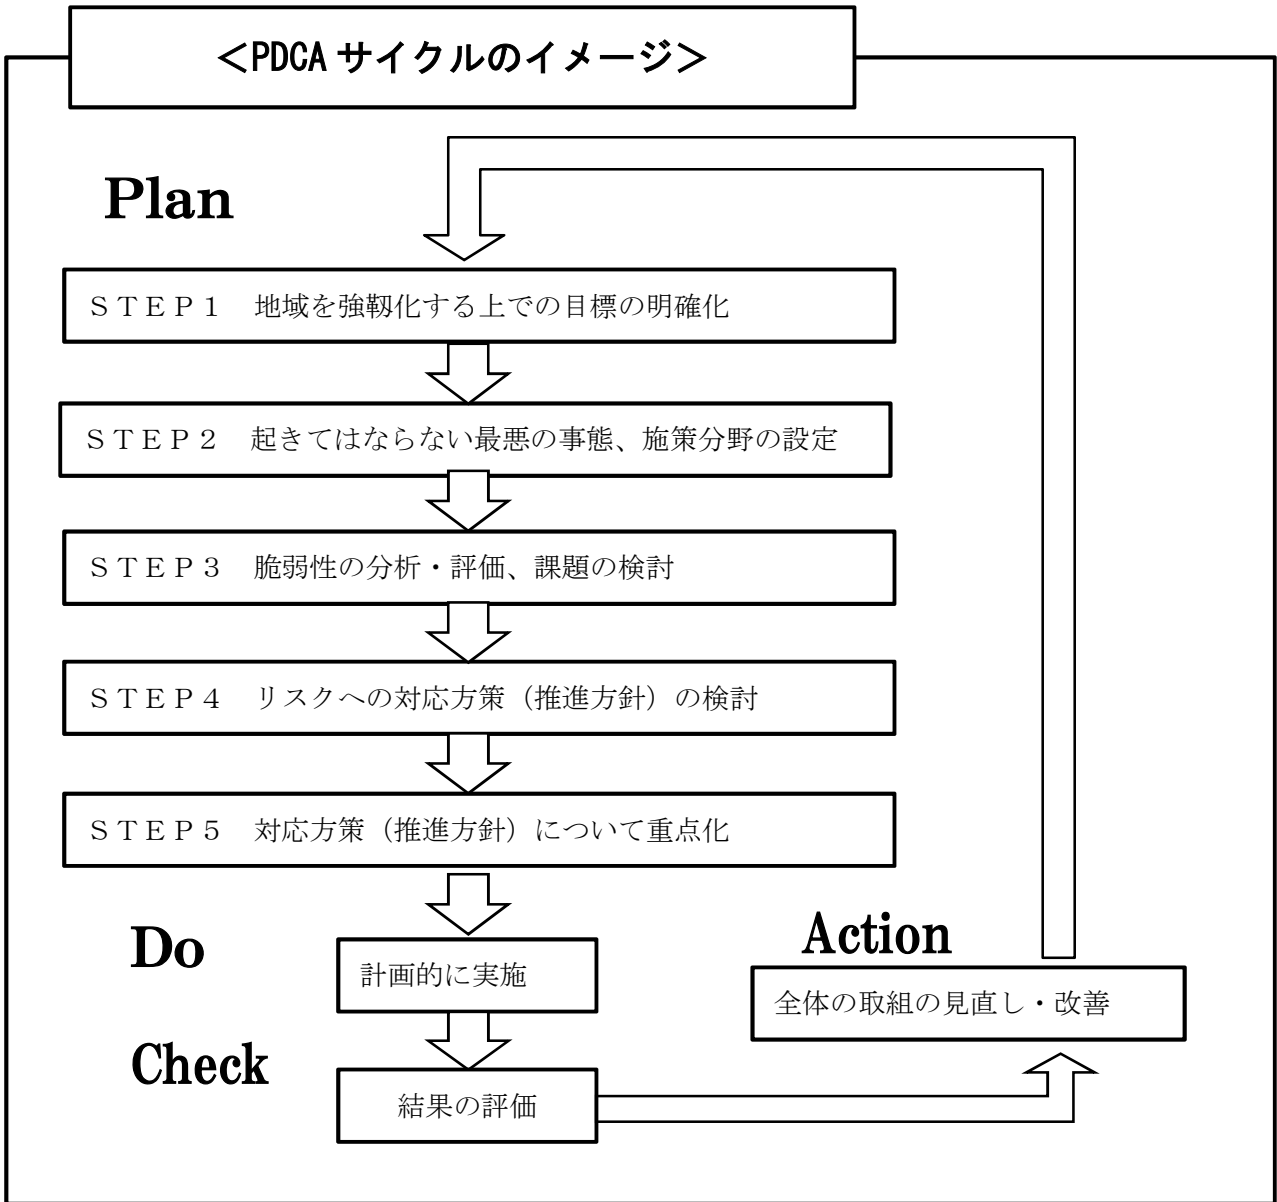 ＜PDCA サイクルのイメージ＞
Plan
ＳＴＥＰ１　地域を強靱化する上での目標の明確化
ＳＴＥＰ２　起きてはならない最悪の事態、施策分野の設定
ＳＴＥＰ３　脆弱性の分析・評価、課題の検討
ＳＴＥＰ４　リスクへの対応方策（推進方針）の検討
ＳＴＥＰ５　対応方策（推進方針）について重点化
Do
計画的に実施
Check
結果の評価
Action
全体の取組の見直し・改善